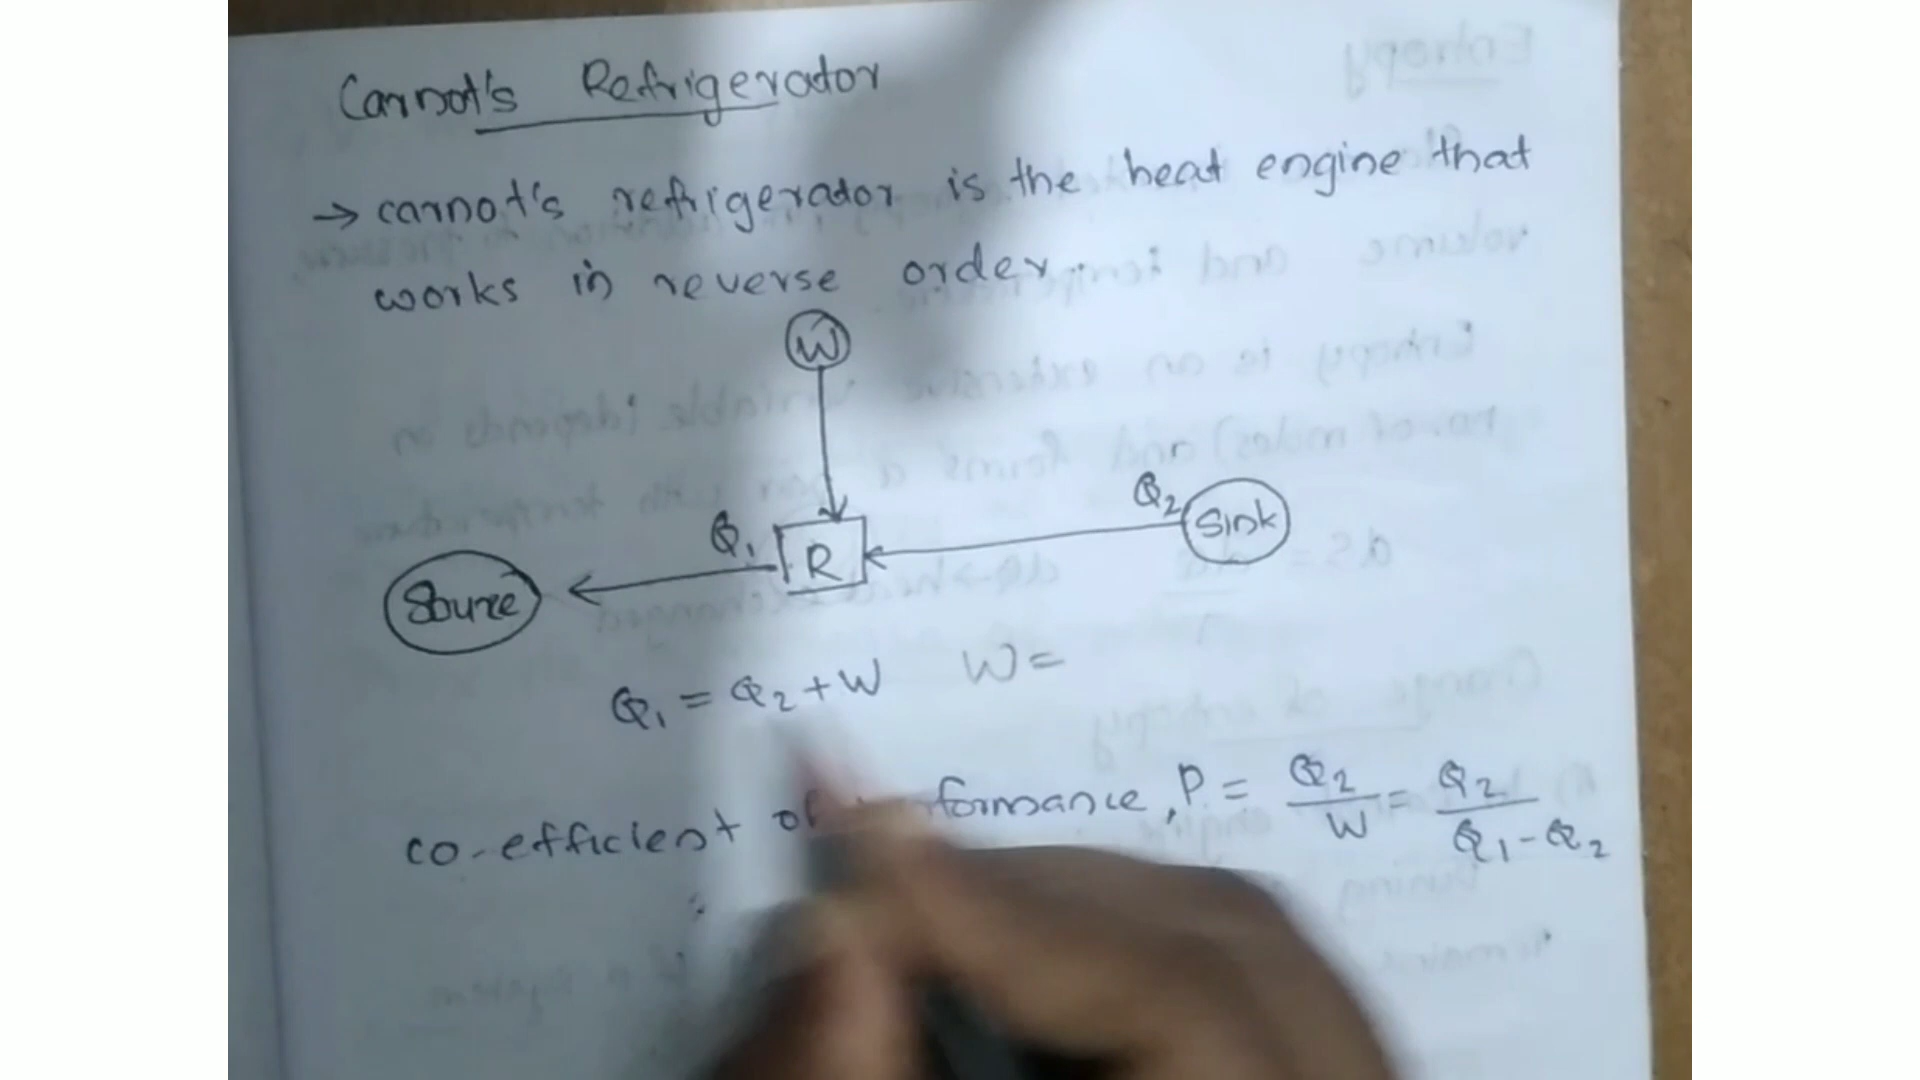 Carnot's Refrigerator
→ carnot's refrigerator is the heat engine that
works in reverse order.
W
Q₂ Sink
Q₁ R
Source
Q₁ = Q₂ + W W =
co-efficient of formance, P = Q₂/W = Q₂/(Q₁ - Q₂)